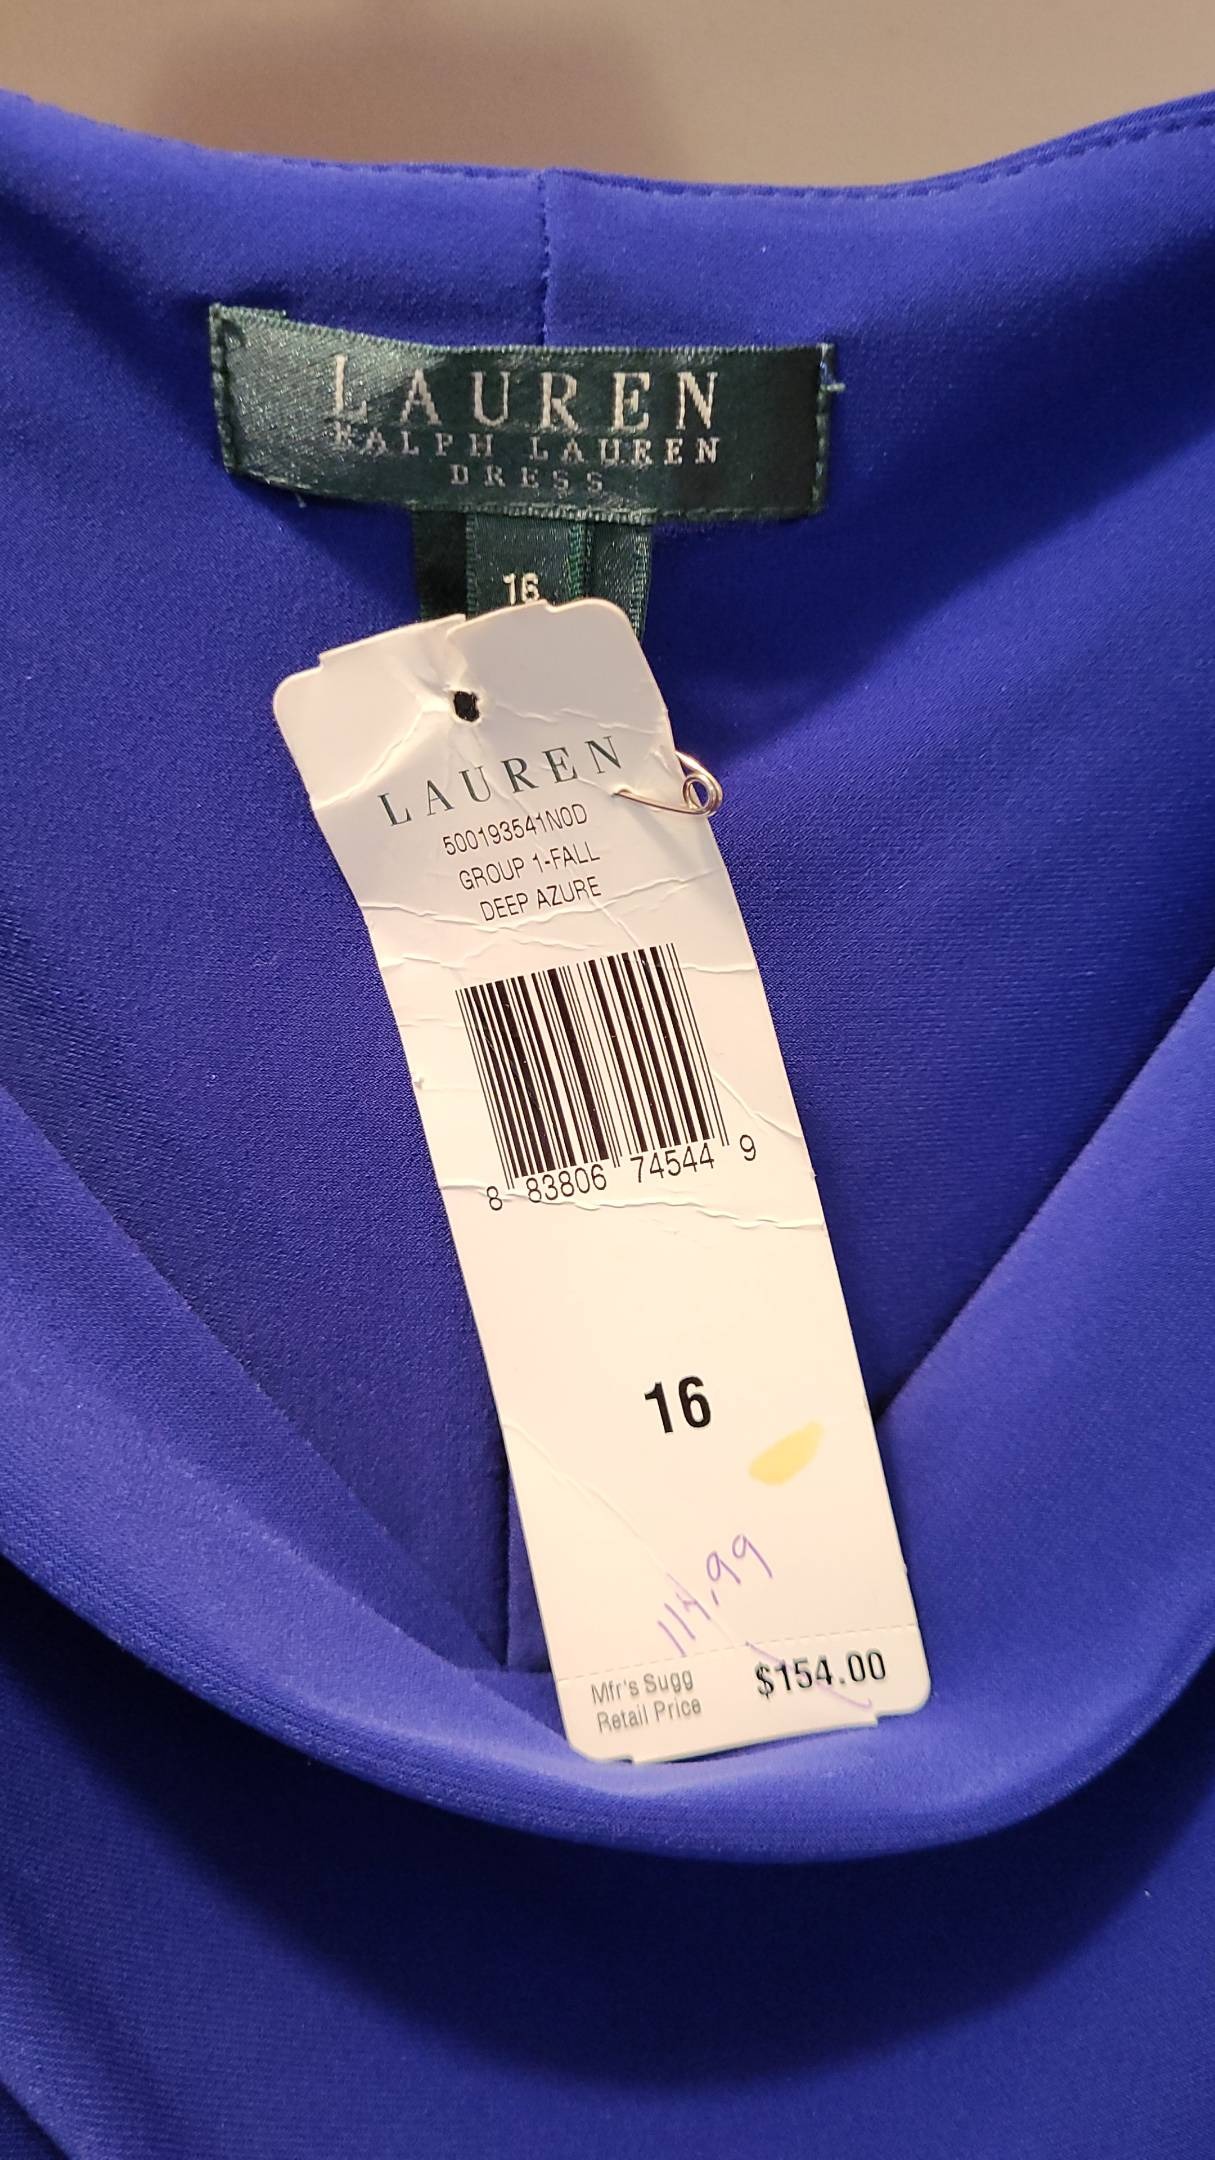 LAUREN
RALPH LAUREN
DRESS
16
LAUREN
500193541N0D
GROUP 1-FALL
DEEP AZURE
8 83806 74544 9
16
114.99
Mfr's Sugg
Retail Price
$154.00